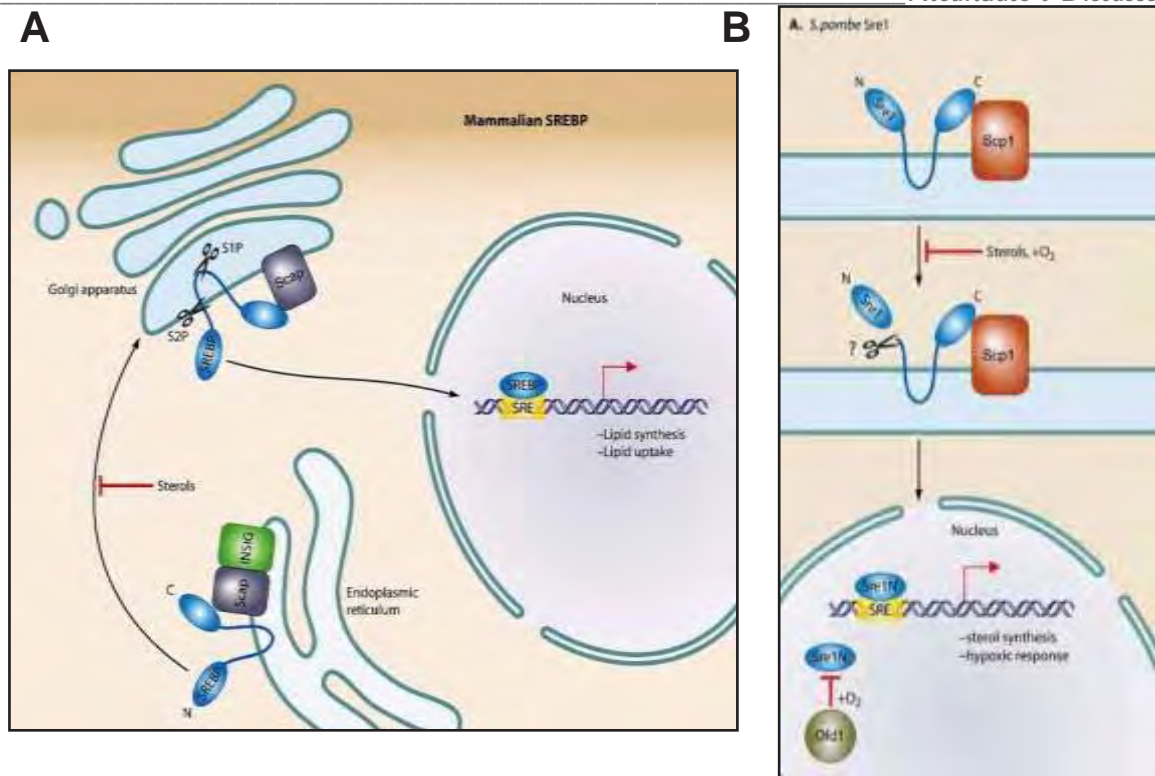 A
B
Mammalian SREBP
S1P
Scap
Golgi apparatus
S2P
SREBP
Nucleus
SREBP
SRE
–Lipid synthesis
–Lipid uptake
Sterols
INSIG
Scap
C
Endoplasmic
reticulum
SREBP
N
A. S.pombe Sre1
N
C
Sre1
Scp1
Sterols, +O2
N
C
Sre1
?
Scp1
Nucleus
Sre1N
SRE
–sterol synthesis
–hypoxic response
Sre1N
+O2
Ofd1